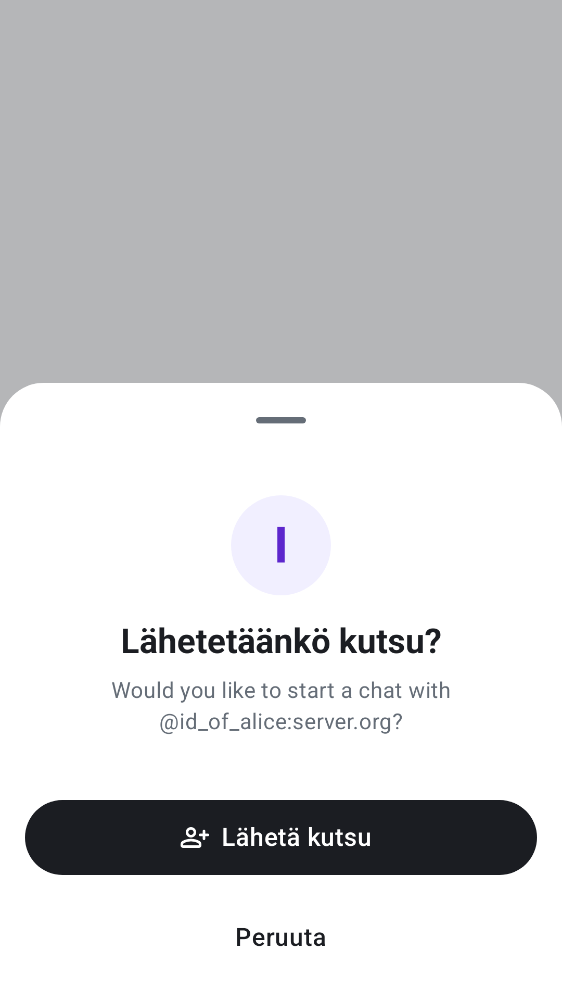 I
Lähetetäänkö kutsu?
Would you like to start a chat with
@id_of_alice:server.org?
Lähetä kutsu
Peruuta